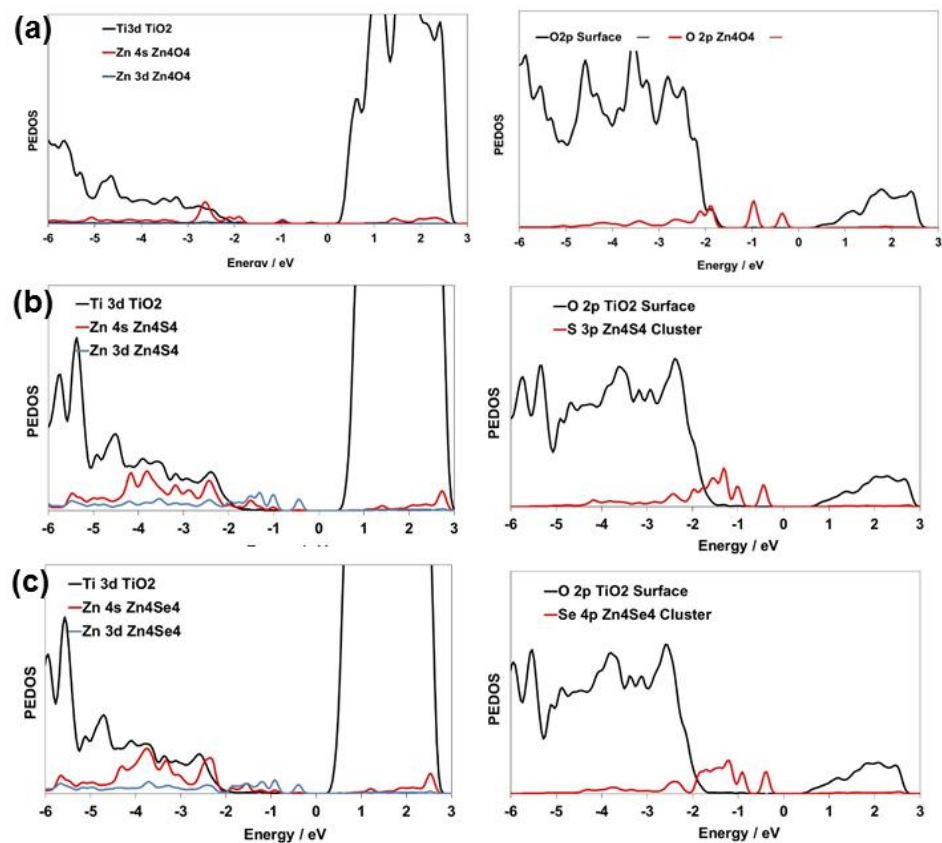 (a)
Ti3d TiO2
Zn 4s Zn4O4
Zn 3d Zn4O4
PEDOS
-6 -5 -4 -3 -2 -1 0 1 2 3
Energy / eV
O2p Surface
O 2p Zn4O4
PEDOS
-6 -5 -4 -3 -2 -1 0 1 2 3
Energy / eV
(b)
Ti 3d TiO2
Zn 4s Zn4S4
Zn 3d Zn4S4
PEDOS
-6 -5 -4 -3 -2 -1 0 1 2 3
O 2p TiO2 Surface
S 3p Zn4S4 Cluster
PEDOS
-6 -5 -4 -3 -2 -1 0 1 2 3
Energy / eV
(c)
Ti 3d TiO2
Zn 4s Zn4Se4
Zn 3d Zn4Se4
PEDOS
-6 -5 -4 -3 -2 -1 0 1 2 3
Energy / eV
O 2p TiO2 Surface
Se 4p Zn4Se4 Cluster
PEDOS
-6 -5 -4 -3 -2 -1 0 1 2 3
Energy / eV